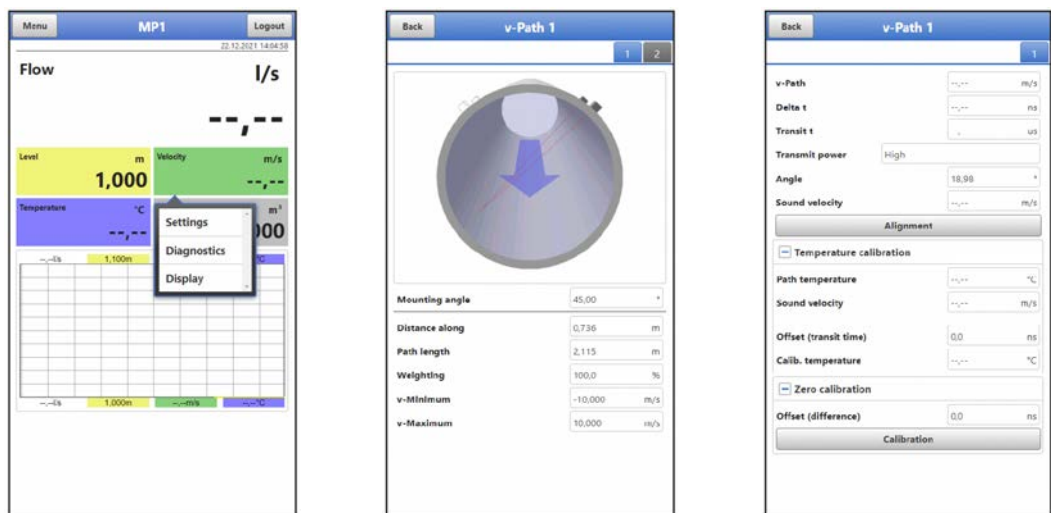 Menu MP1 Logout
22.12.2021 14:04:58
Flow l/s
--,--
Level m Velocity m/s
1,000 --,--
Temperature °C m³
--,-- 000
Settings
Diagnostics
Display
--,--l/s 1,100m °C
--,--l/s 1.000m --,--m/s --,--°C
Back v-Path 1
1 2
Mounting angle 45,00 °
Distance along 0,736 m
Path length 2,115 m
Weighting 100,0 %
v-Minimum -10,000 m/s
v-Maximum 10,000 m/s
Back v-Path 1
1
v-Path --,-- m/s
Delta t --,-- ns
Transit t , us
Transmit power High
Angle 18,98 °
Sound velocity --,-- m/s
Alignment
Temperature calibration
Path temperature --,-- °C
Sound velocity --,-- m/s
Offset (transit time) 0,0 ns
Calib. temperature --,-- °C
Zero calibration
Offset (difference) 0,0 ns
Calibration